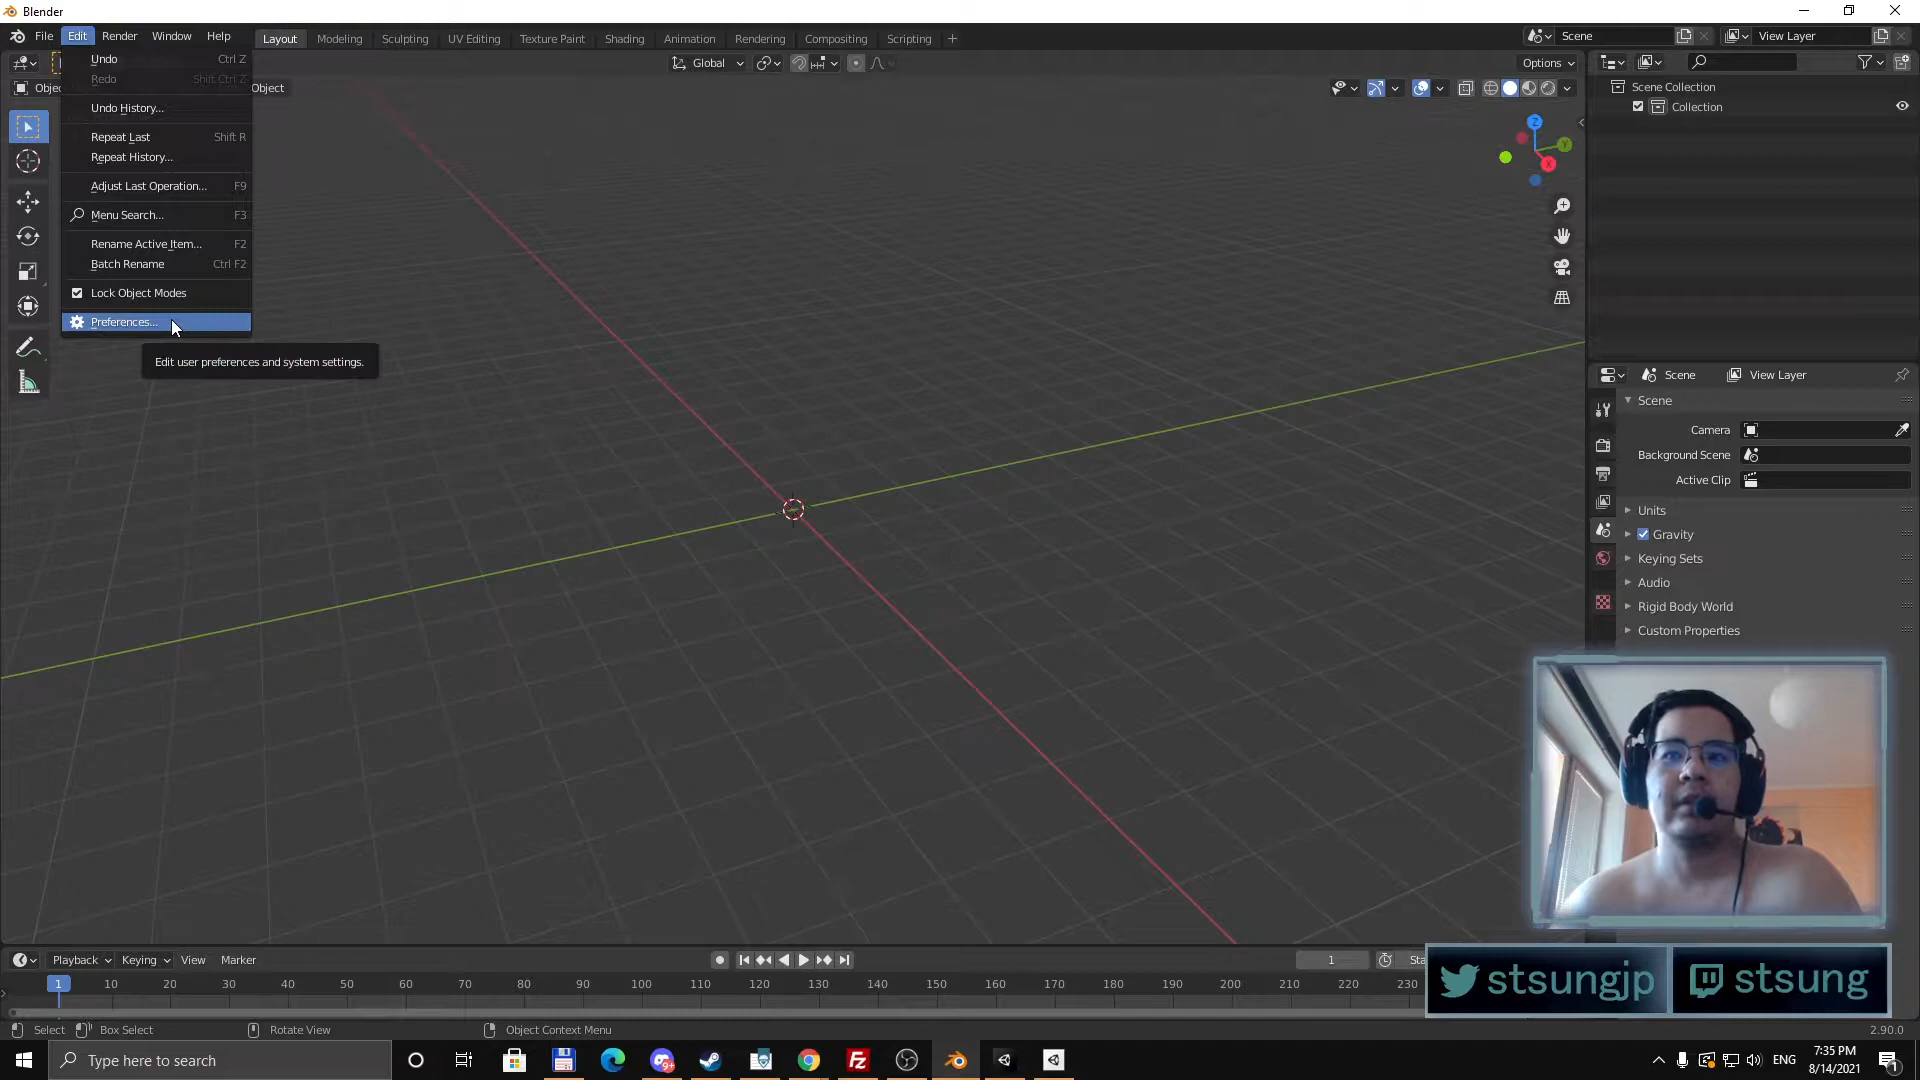 Blender
File Edit Render Window Help Layout Modeling Sculpting UV Editing Texture Paint Shading Animation Rendering Compositing Scripting + Scene View Layer
Global Options
Object
Undo Ctrl Z
Redo Shift Ctrl Z
Undo History...
Repeat Last Shift R
Repeat History...
Adjust Last Operation... F9
Menu Search... F3
Rename Active Item... F2
Batch Rename Ctrl F2
Lock Object Modes
Preferences...
Edit user preferences and system settings.
Z
Y
X
Scene Collection
Collection
Scene View Layer
Scene
Camera
Background Scene
Active Clip
Units
Gravity
Keying Sets
Audio
Rigid Body World
Custom Properties
stsungjp stsung
Playback Keying View Marker 1
1 10 20 30 40 50 60 70 80 90 100 110 120 130 140 150 160 170 180 190 200 210 220 230
Select Box Select Rotate View Object Context Menu 2.90.0
Type here to search
9+
ENG
7:35 PM
8/14/2021
1